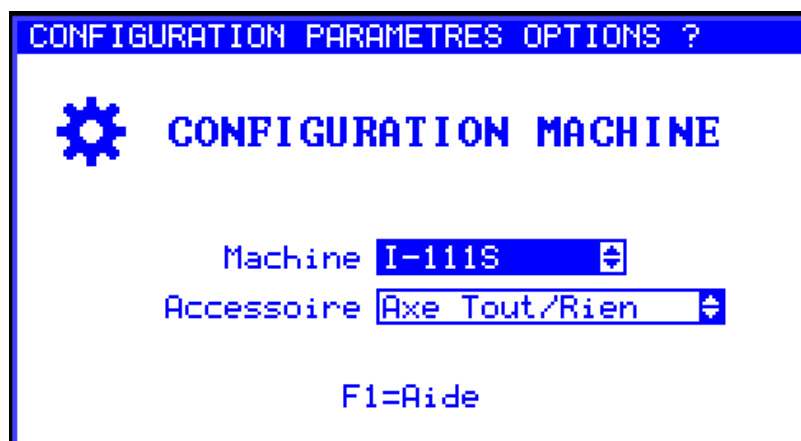 CONFIGURATION PARAMETRES OPTIONS ?
CONFIGURATION MACHINE
Machine I-111S
Accessoire Axe Tout/Rien
F1=Aide